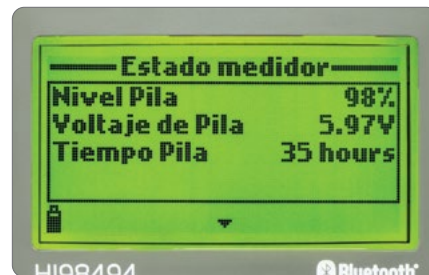 Estado medidor
Nivel Pila 98%
Voltaje de Pila 5.97V
Tiempo Pila 35 hours
HI98494 Bluetooth